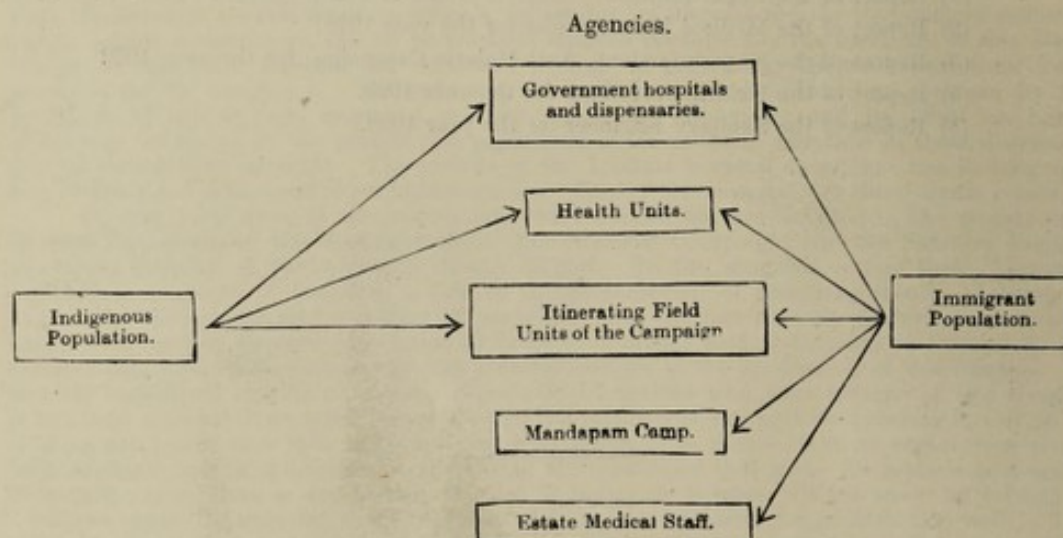 Agencies.
Government hospitals
and dispensaries.
Health Units.
Indigenous
Population.
Itinerating Field
Units of the Campaign
Immigrant
Population.
Mandapam Camp.
Estate Medical Staff.